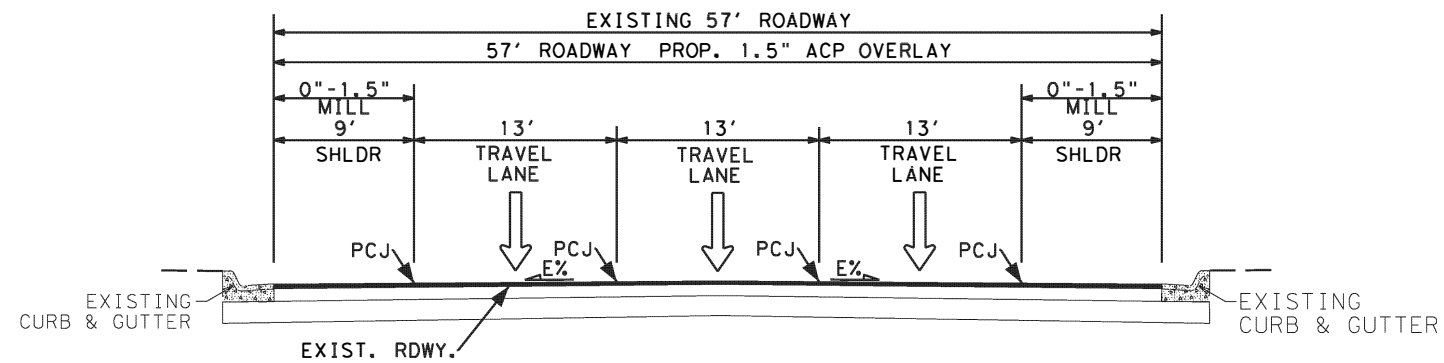 EXISTING 57' ROADWAY
57' ROADWAY PROP. 1.5" ACP OVERLAY
0"-1.5"
MILL
9'
SHLDR
13'
TRAVEL
LANE
13'
TRAVEL
LANE
13'
TRAVEL
LANE
0"-1.5"
MILL
9'
SHLDR
PCJ
E%
PCJ
PCJ
E%
PCJ
EXISTING
CURB & GUTTER
EXIST. RDWY.
EXISTING
CURB & GUTTER